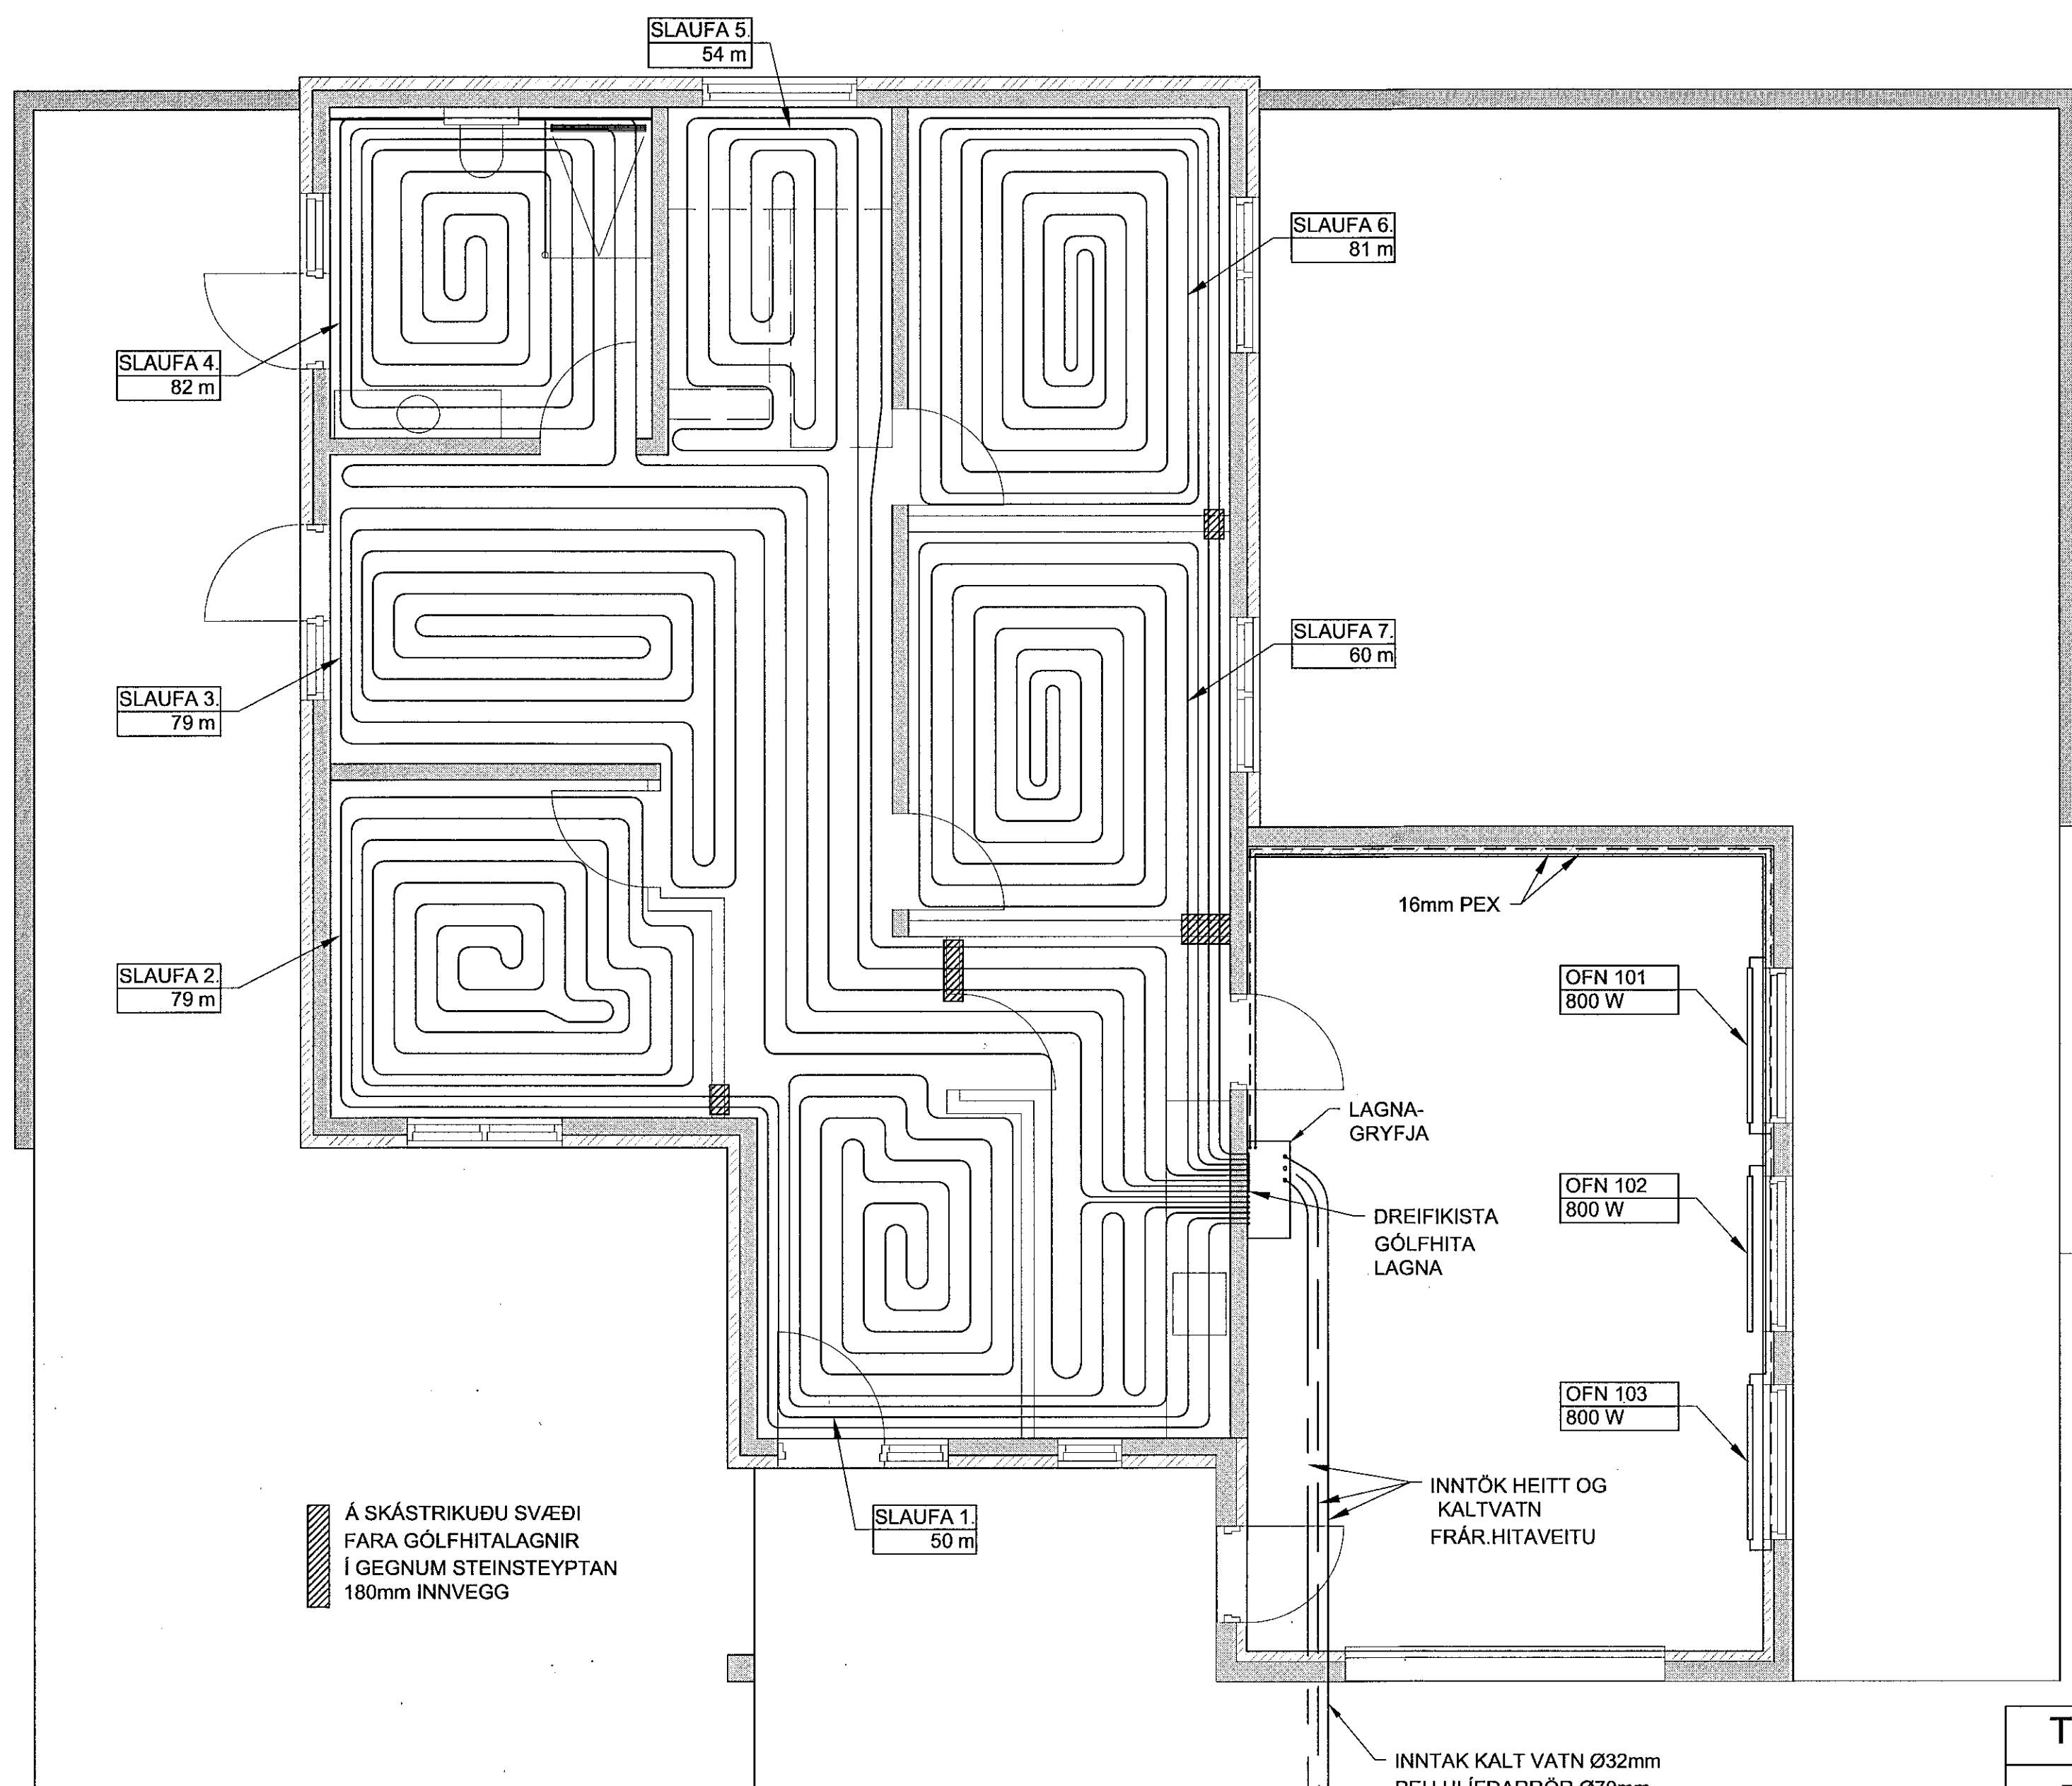 SLAUFA 5.
54 m
SLAUFA 6.
81 m
SLAUFA 4.
82 m
SLAUFA 7.
60 m
SLAUFA 3.
79 m
16mm PEX
SLAUFA 2.
79 m
OFN 101
800 W
LAGNA-
GRYFJA
OFN 102
800 W
DREIFIKISTA
GÓLFHITA
LAGNA
OFN 103
800 W
INNTÖK HEITT OG
KALTVATN
FRÁR.HITAVEITU
SLAUFA 1.
50 m
Á SKÁSTRIKUÐU SVÆÐI
FARA GÓLFHITALAGNIR
Í GEGNUM STEINSTEYPTAN
180mm INNVEGG
INNTAK KALT VATN Ø32mm
T